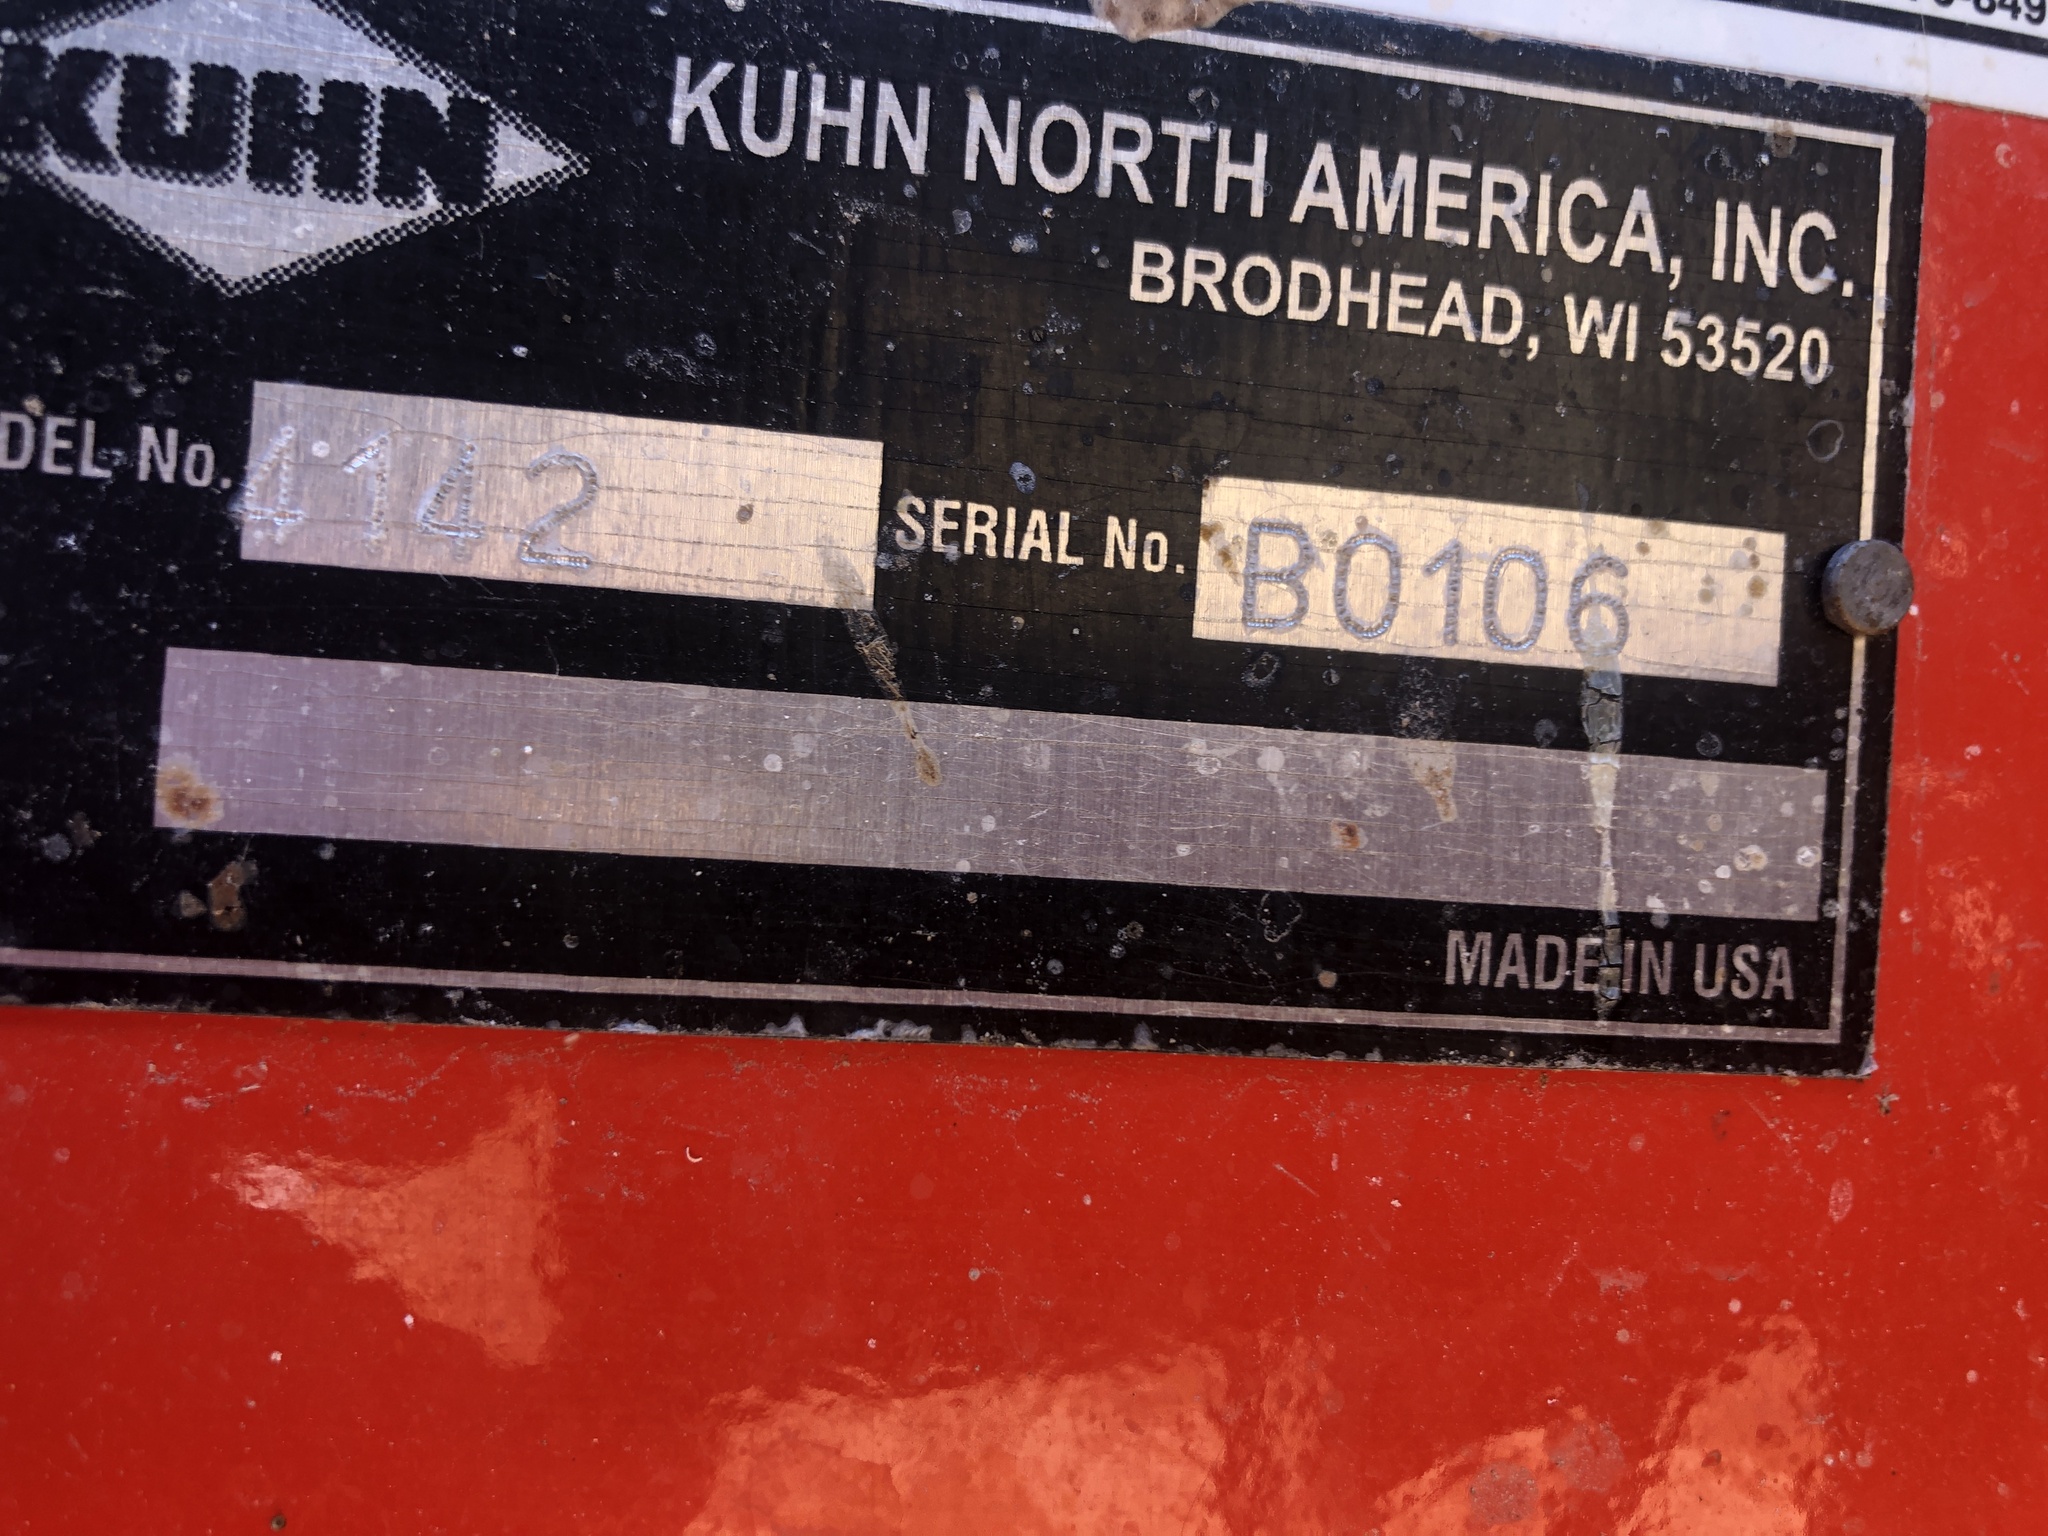 KUHN
KUHN NORTH AMERICA, INC.
BRODHEAD, WI 53520
DEL No. 4142 SERIAL No. B0106
MADE IN USA